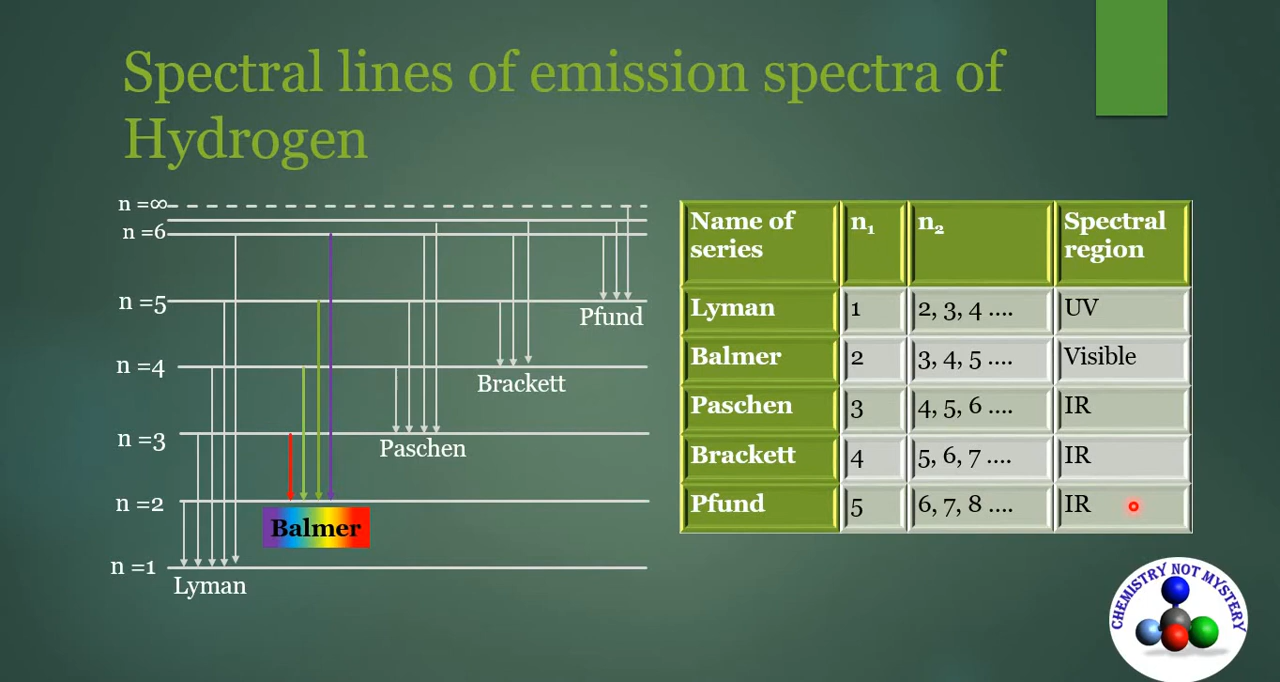 Spectral lines of emission spectra of
Hydrogen
n =∞
n =6
n =5
n =4
n =3
n =2
n =1
Pfund
Brackett
Paschen
Balmer
Lyman
Name of series n₁ n₂ Spectral region
Lyman 1 2, 3, 4 .... UV
Balmer 2 3, 4, 5 .... Visible
Paschen 3 4, 5, 6 .... IR
Brackett 4 5, 6, 7 .... IR
Pfund 5 6, 7, 8 .... IR
CHEMISTRY NOT MYSTERY